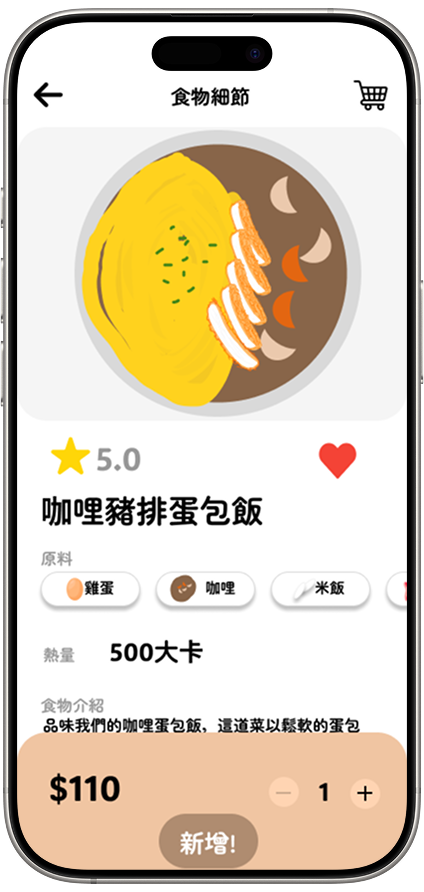 食物細節
5.0
咖哩豬排蛋包飯
原料
雞蛋 咖哩 米飯
熱量 500大卡
食物介紹
品味我們的咖哩蛋包飯，這道菜以鬆軟的蛋包
$110 1
新增!